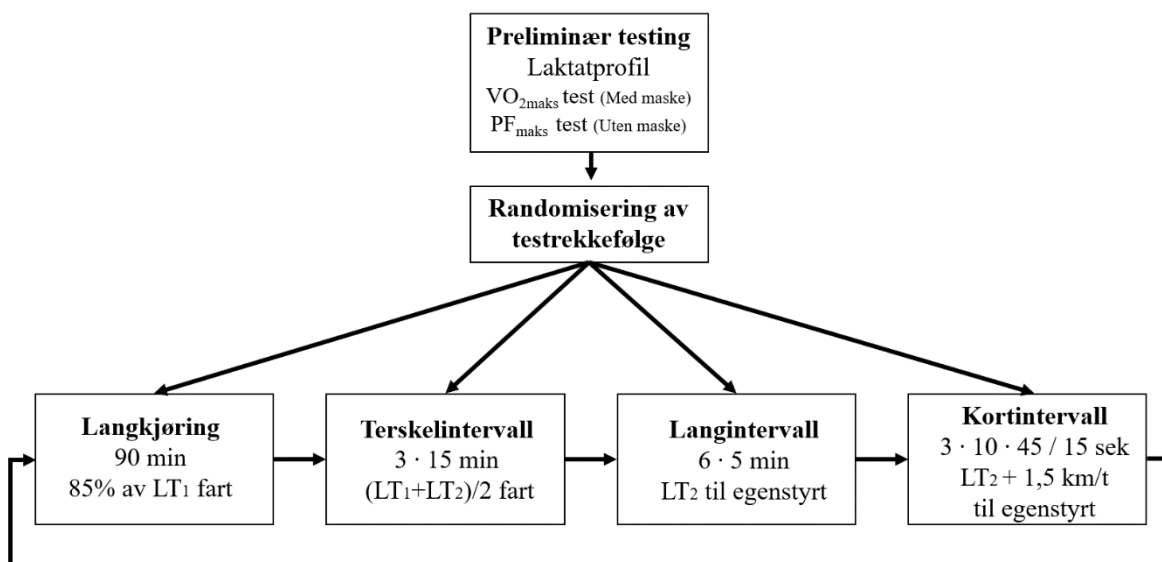 Preliminær testing
Laktatprofil
VO₂maks test (Med maske)
PFmaks test (Uten maske)
Randomisering av
testrekkefølge
Langkjøring
90 min
85% av LT₁ fart
Terskelintervall
3 · 15 min
(LT₁+LT₂)/2 fart
Langintervall
6 · 5 min
LT₂ til egenstyrt
Kortintervall
3 · 10 · 45 / 15 sek
LT₂ + 1,5 km/t
til egenstyrt